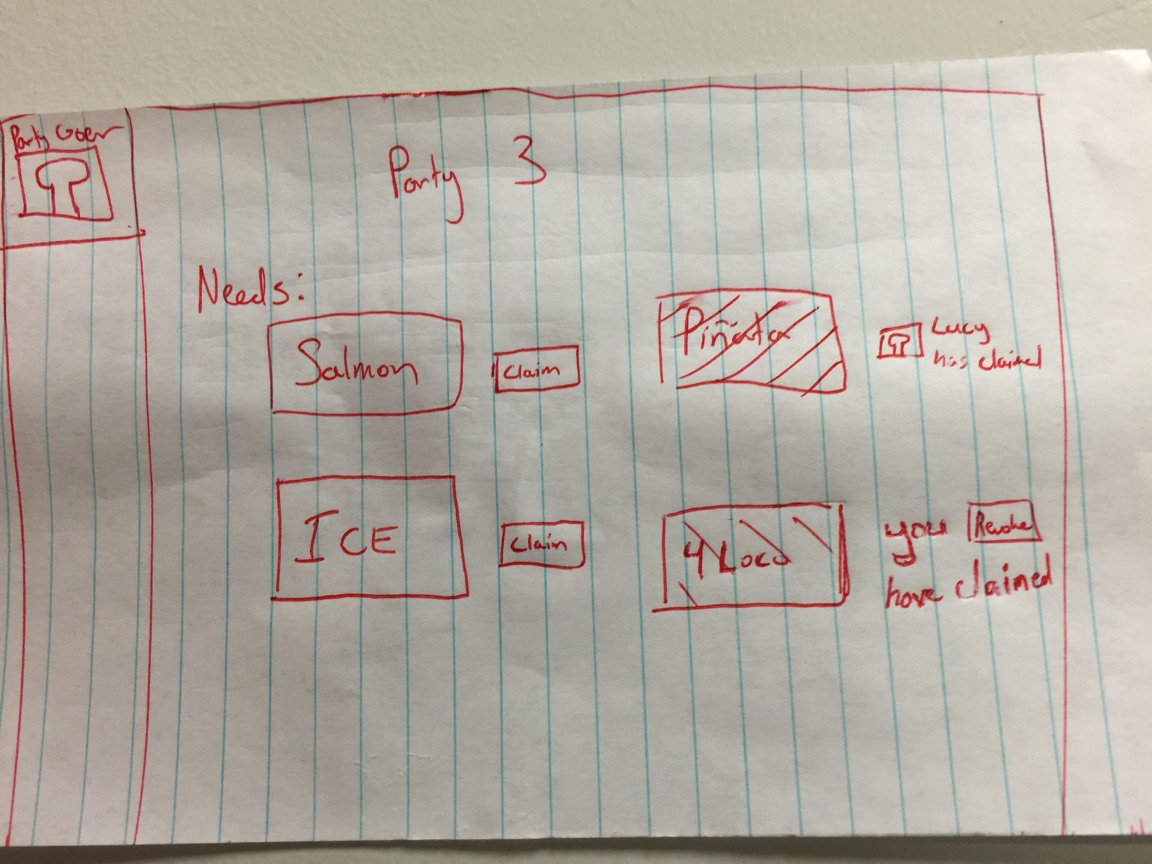 Party Goer
Party 3
Needs:
Salmon
Claim
Piñata
Lucy
has claimed
ICE
Claim
4 Loco
you
Revoke
have claimed